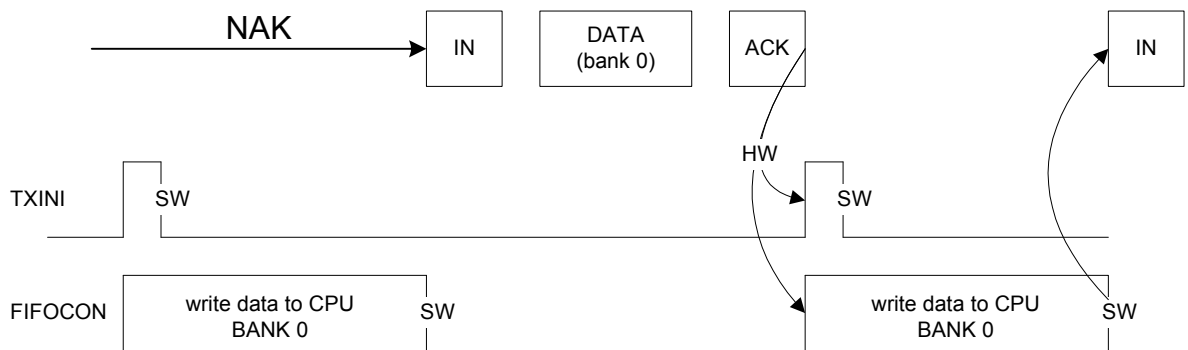 NAK
IN
DATA
(bank 0)
ACK
IN
HW
TXINI
SW
SW
FIFOCON
write data to CPU
BANK 0
SW
write data to CPU
BANK 0
SW